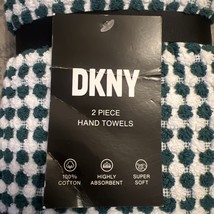 DKNY
2 PIECE
HAND TOWELS
100% HIGHLY SUPER
COTTON ABSORBENT SOFT